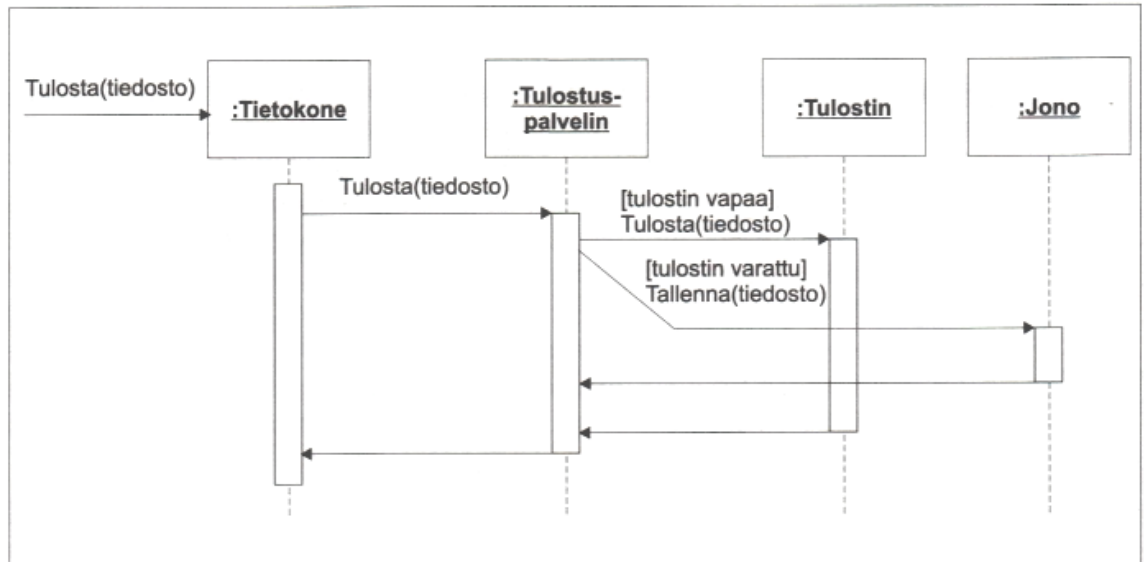 Tulosta(tiedosto)
:Tietokone
:Tulostus-
palvelin
:Tulostin
:Jono
Tulosta(tiedosto)
[tulostin vapaa]
Tulosta(tiedosto)
[tulostin varattu]
Tallenna(tiedosto)